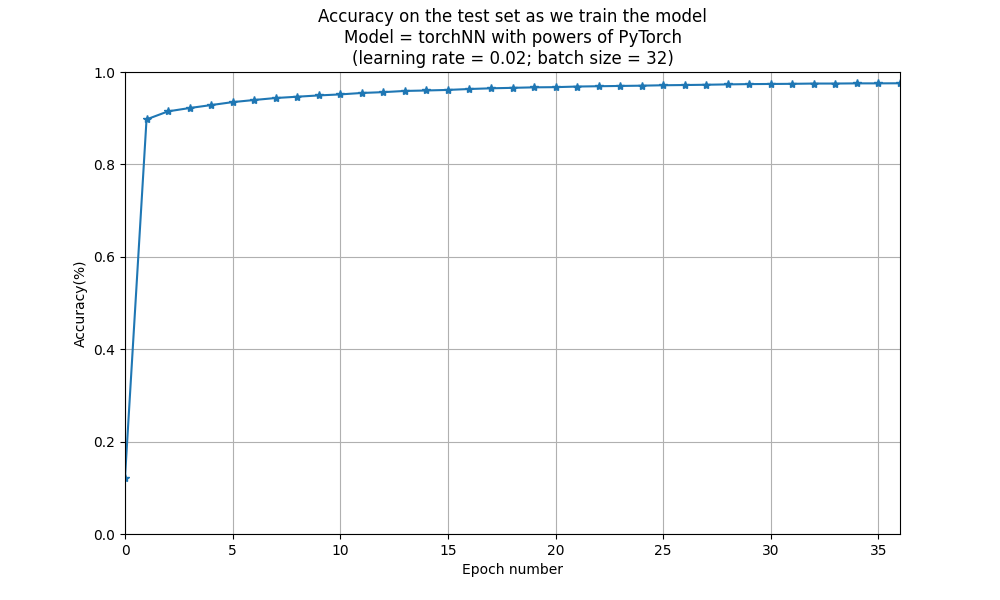 Accuracy on the test set as we train the model
Model = torchNN with powers of PyTorch
(learning rate = 0.02; batch size = 32)
1.0
0.8
0.6
0.4
0.2
0.0
Accuracy(%)
0 5 10 15 20 25 30 35
Epoch number